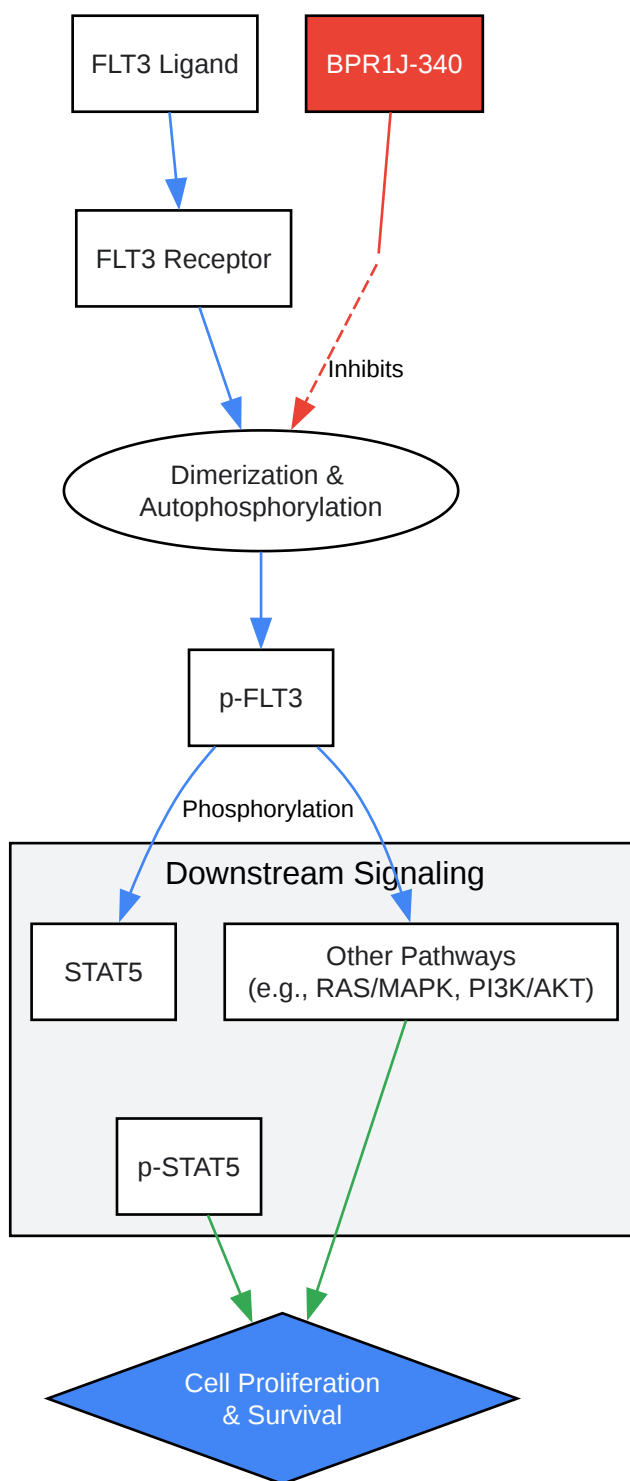 FLT3 Ligand
BPR1J-340
FLT3 Receptor
Inhibits
Dimerization &
Autophosphorylation
p-FLT3
Phosphorylation
Downstream Signaling
STAT5
Other Pathways
(e.g., RAS/MAPK, PI3K/AKT)
p-STAT5
Cell Proliferation
& Survival